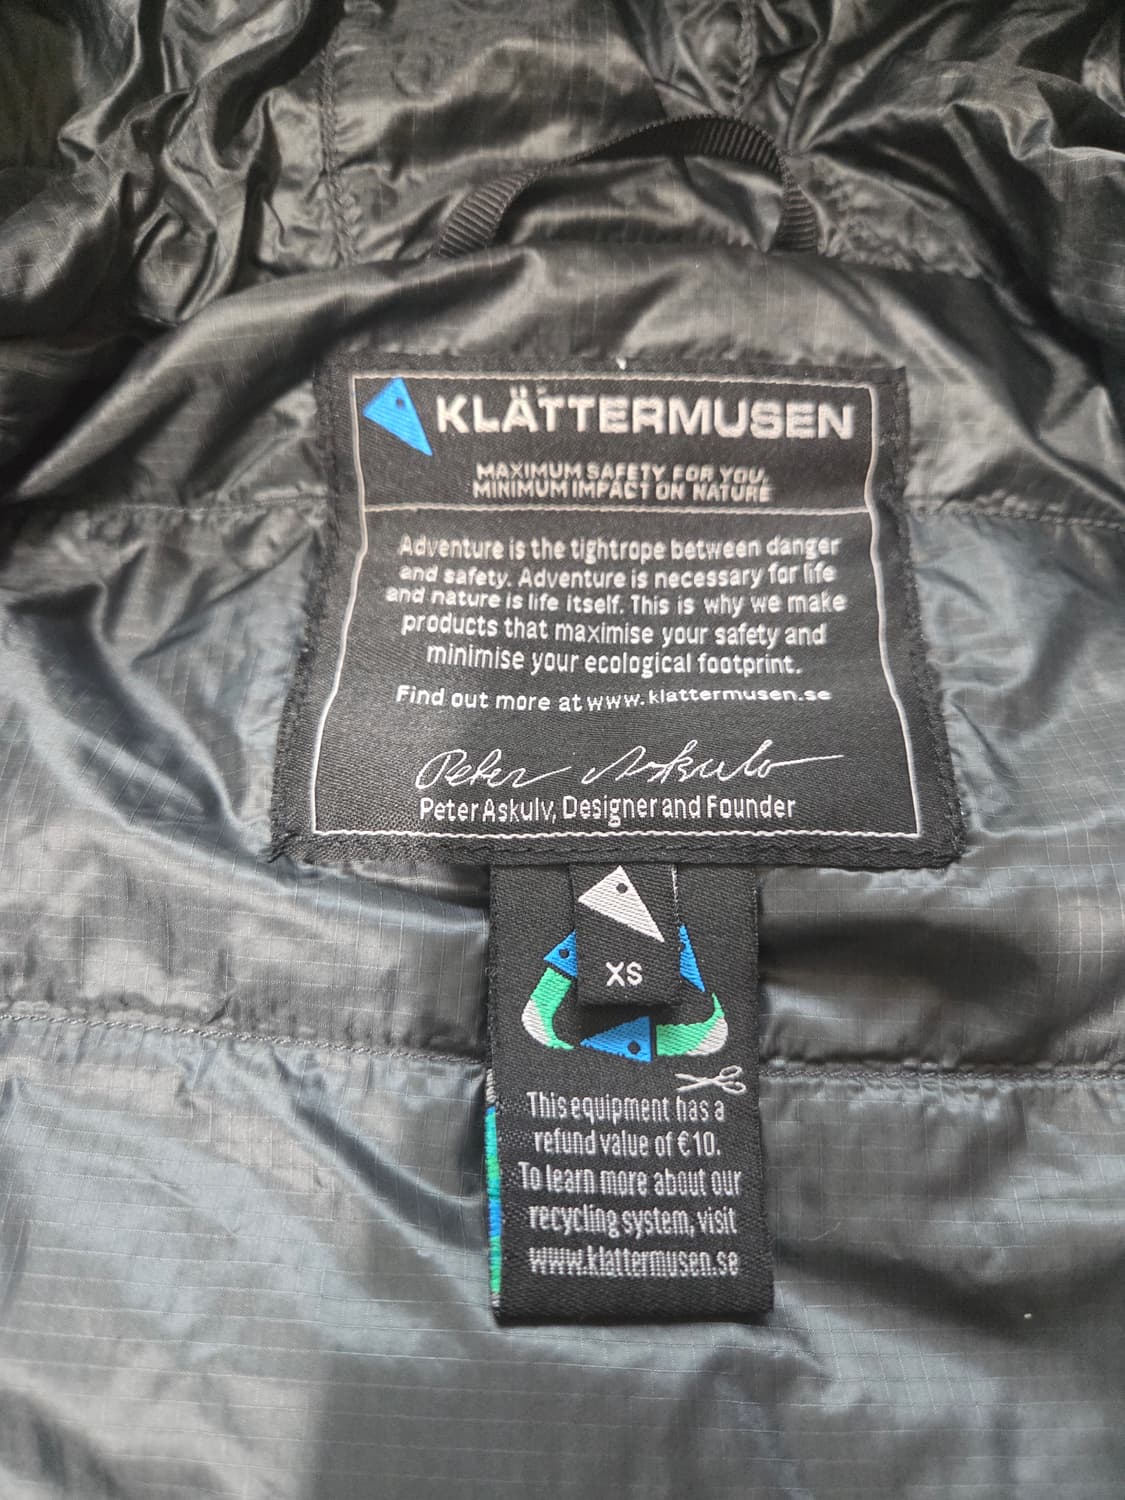 KLÄTTERMUSEN
MAXIMUM SAFETY FOR YOU,
MINIMUM IMPACT ON NATURE
Adventure is the tightrope between danger
and safety. Adventure is necessary for life
and nature is life itself. This is why we make
products that maximise your safety and
minimise your ecological footprint.
Find out more at www.klattermusen.se
Peter Askulv
Peter Askulv, Designer and Founder
XS
This equipment has a
refund value of €10.
To learn more about our
recycling system, visit
www.klattermusen.se